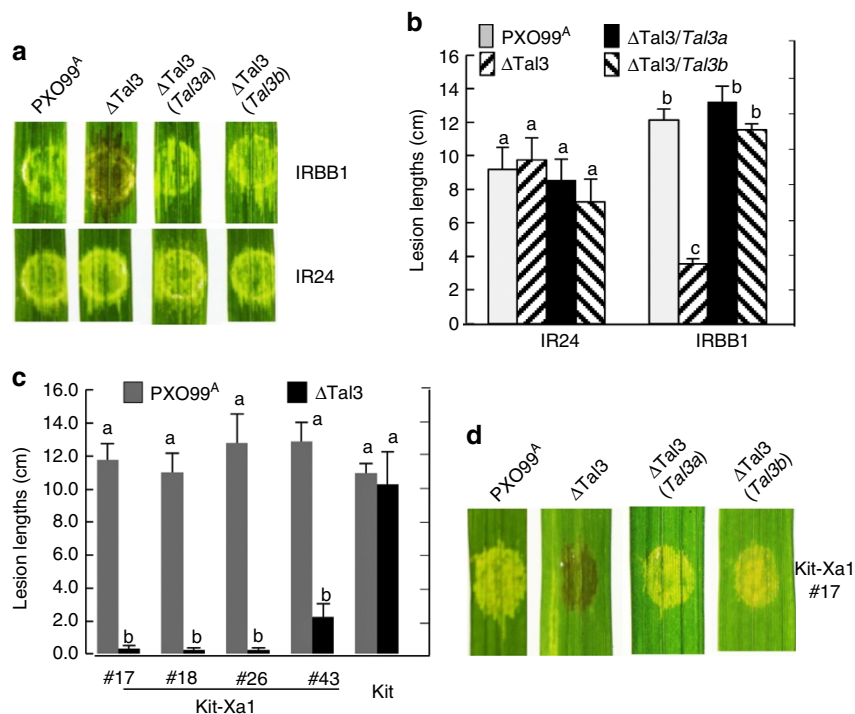 a
PXO99A
ΔTal3
ΔTal3
(Tal3a)
ΔTal3
(Tal3b)
IRBB1
IR24
b
PXO99A
ΔTal3
ΔTal3/Tal3a
ΔTal3/Tal3b
Lesion lengths (cm)
16
14
12
10
8
6
4
2
0
a
a
a
a
b
c
b
b
IR24
IRBB1
c
PXO99A
ΔTal3
Lesion lengths (cm)
16.0
14.0
12.0
10.0
8.0
6.0
4.0
2.0
0.0
a
b
a
b
a
b
a
b
a
a
#17
#18
#26
#43
Kit
Kit-Xa1
d
PXO99A
ΔTal3
ΔTal3
(Tal3a)
ΔTal3
(Tal3b)
Kit-Xa1
#17